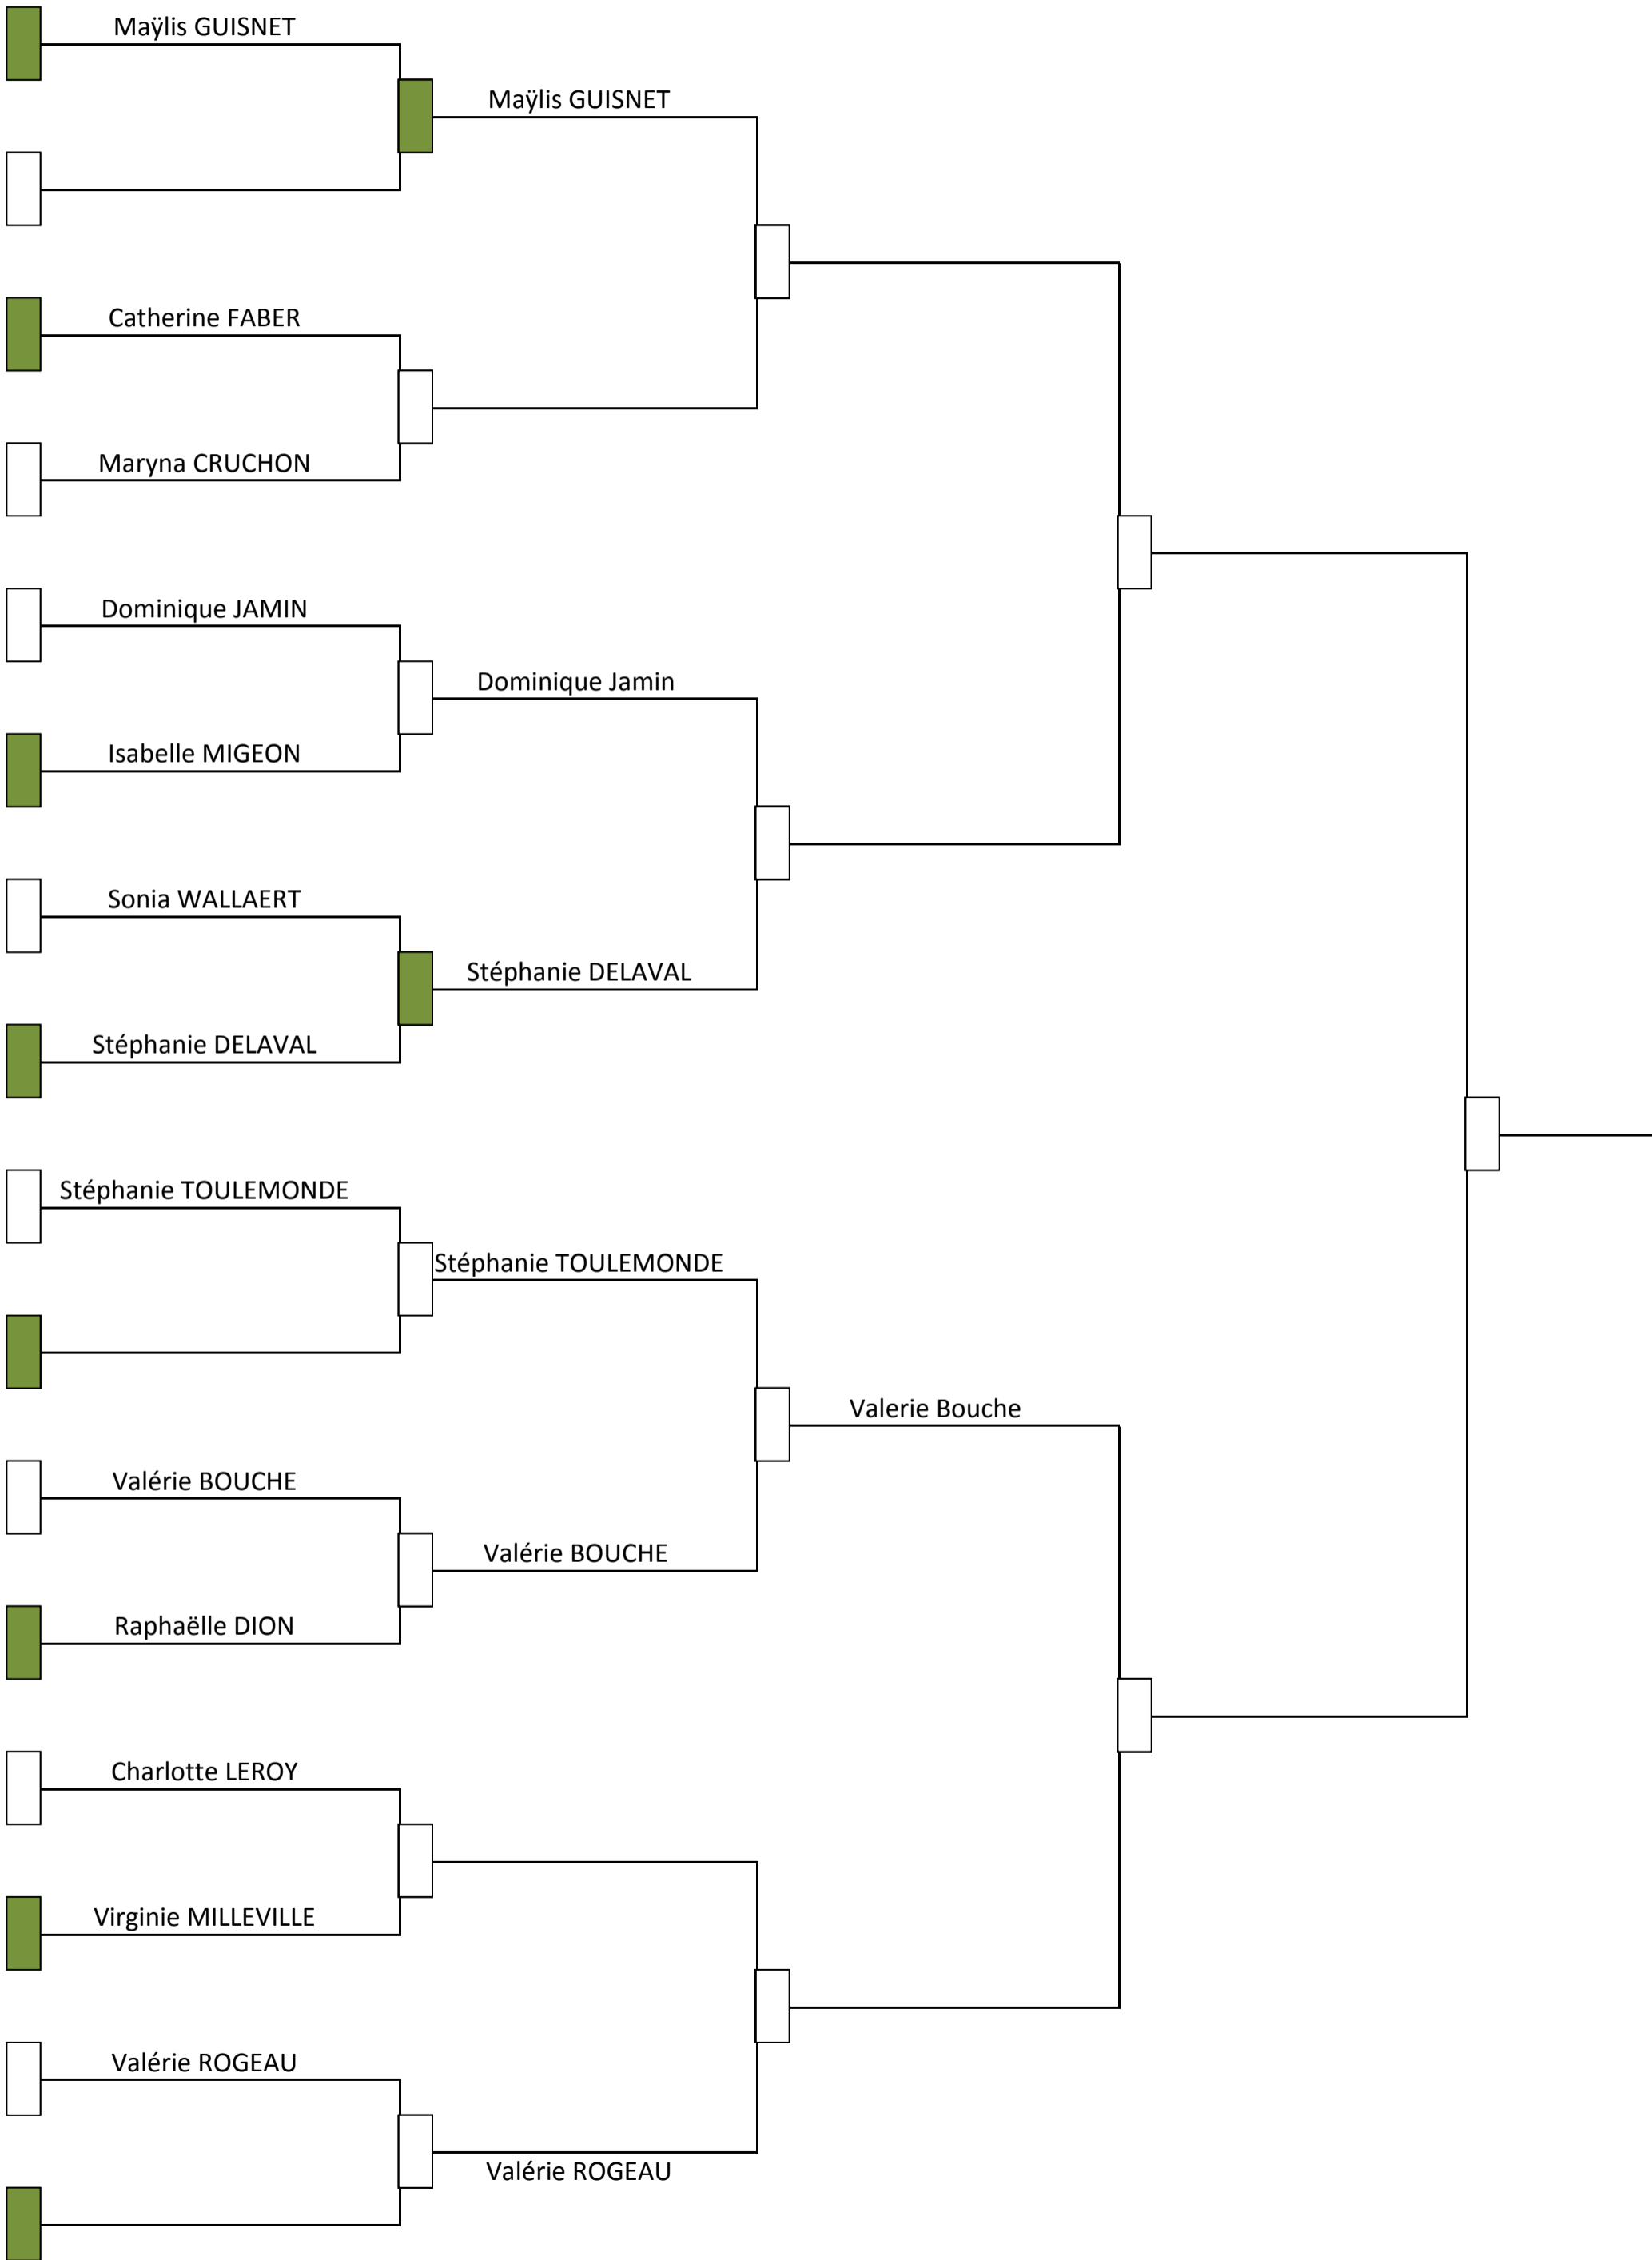 Maÿlis GUISNET
Maÿlis GUISNET
Catherine FABER
Maryna CRUCHON
Dominique JAMIN
Dominique Jamin
Isabelle MIGEON
Sonia WALLAERT
Stéphanie DELAVAL
Stéphanie DELAVAL
Stéphanie TOULEMONDE
Stéphanie TOULEMONDE
Valerie Bouche
Valérie BOUCHE
Valérie BOUCHE
Raphaëlle DION
Charlotte LEROY
Virginie MILLEVILLE
Valérie ROGEAU
Valérie ROGEAU